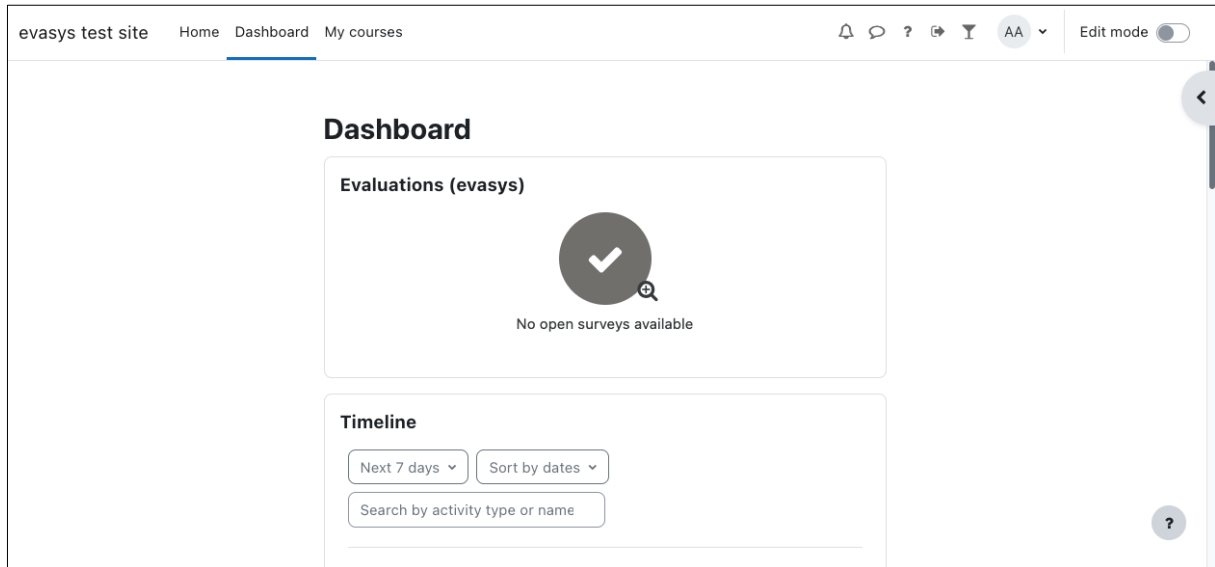 evasys test site Home Dashboard My courses ? AA Edit mode
Dashboard
Evaluations (evasys)
No open surveys available
Timeline
Next 7 days Sort by dates
Search by activity type or name
?